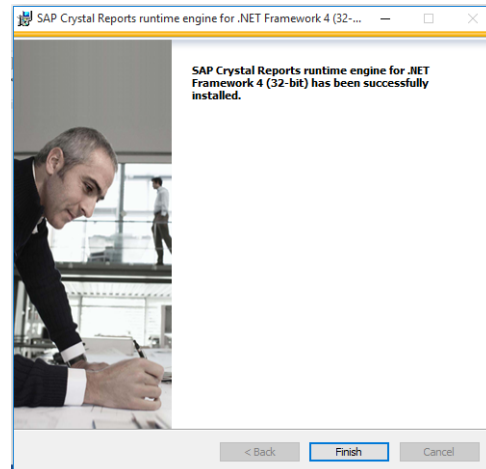 SAP Crystal Reports runtime engine for .NET Framework 4 (32-...
SAP Crystal Reports runtime engine for .NET
Framework 4 (32-bit) has been successfully
installed.
< Back Finish Cancel